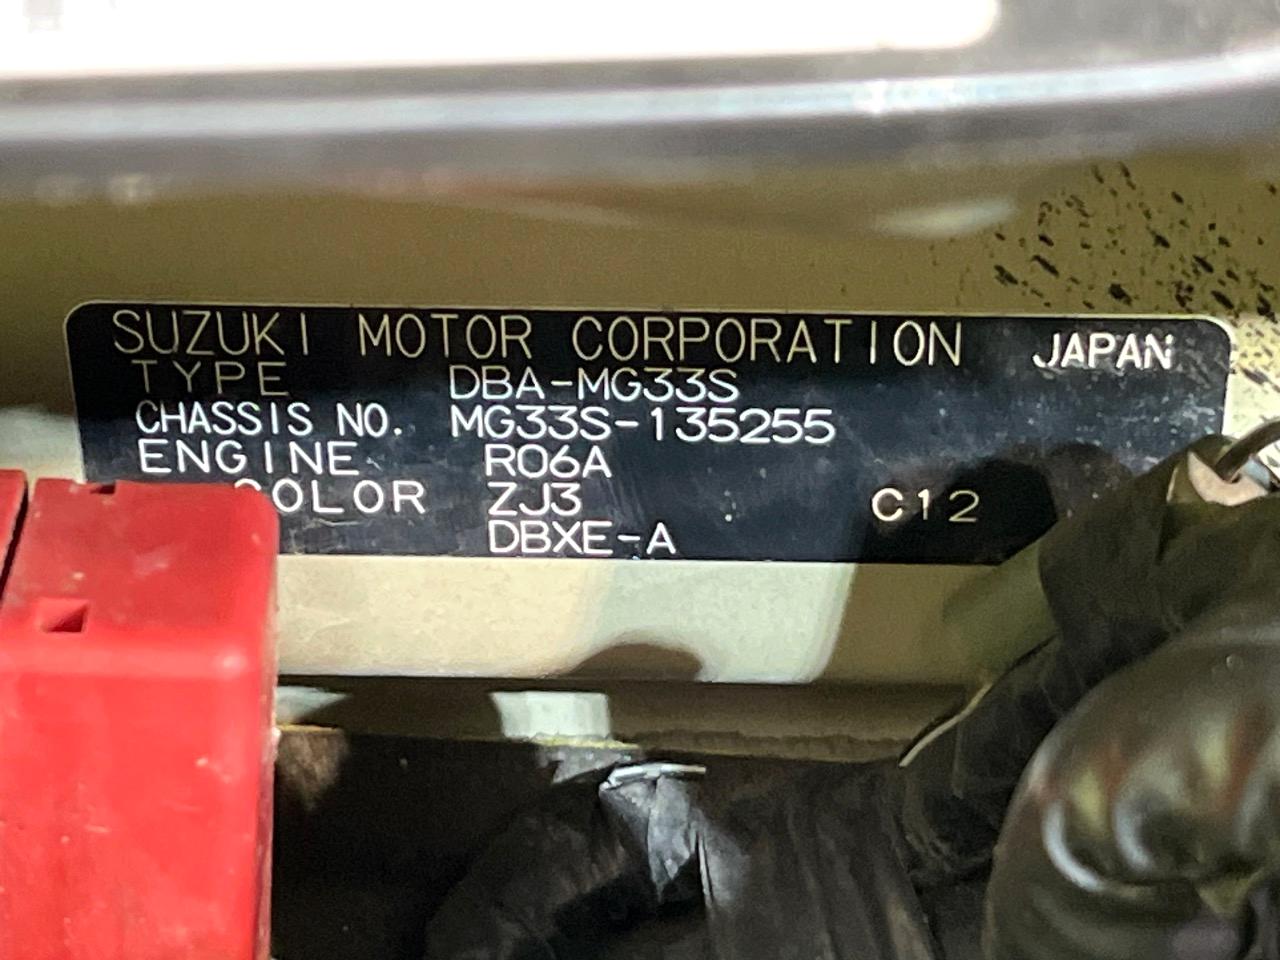 SUZUKI MOTOR CORPORATION JAPAN
TYPE DBA-MG33S
CHASSIS NO. MG33S-135255
ENGINE R06A
COLOR ZJ3 C12
DBXE-A